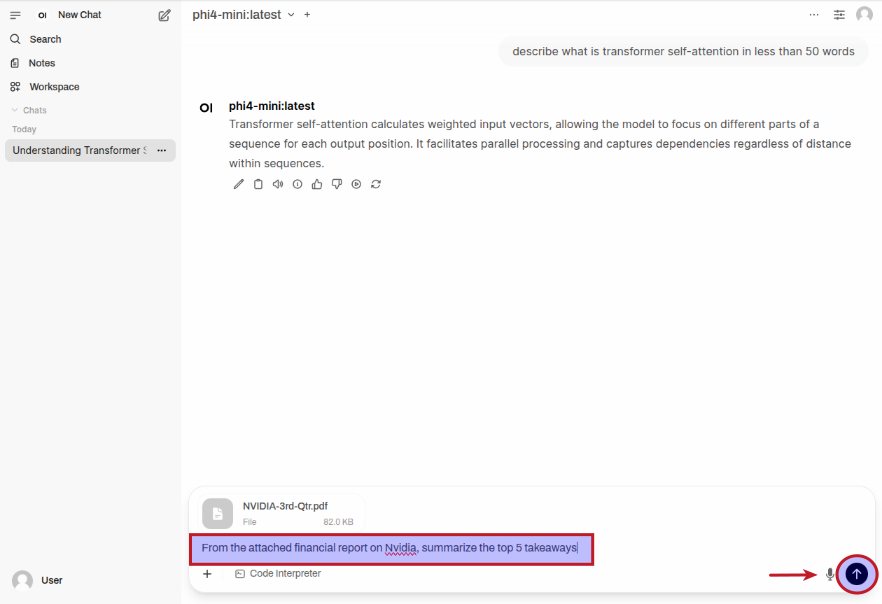 OI New Chat
Search
Notes
Workspace
Chats
Today
Understanding Transformer S
User
phi4-mini:latest
describe what is transformer self-attention in less than 50 words
OI phi4-mini:latest
Transformer self-attention calculates weighted input vectors, allowing the model to focus on different parts of a
sequence for each output position. It facilitates parallel processing and captures dependencies regardless of distance
within sequences.
NVIDIA-3rd-Qtr.pdf
File 82.0 KB
From the attached financial report on Nvidia, summarize the top 5 takeaways
Code Interpreter